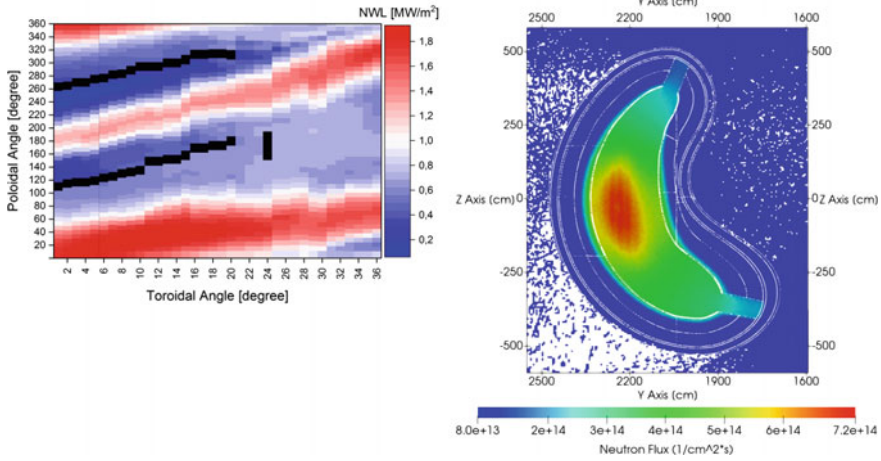 NWL [MW/m²]
360
340
320
300
280
260
240
220
200
180
160
140
120
100
80
60
40
20
Poloidal Angle [degree]
2 4 6 8 10 12 14 16 18 20 22 24 26 28 30 32 34 36
Toroidal Angle [degree]
1,8
1,6
1,4
1,2
1,0
0,8
0,6
0,4
0,2
Y Axis (cm)
2500 2200 1900 1600
500 500
250 250
Z Axis (cm) 0 0 Z Axis (cm)
-250 -250
-500 -500
2500 2200 1900 1600
Y Axis (cm)
8.0e+13 2e+14 3e+14 4e+14 5e+14 6e+14 7.2e+14
Neutron Flux (1/cm^2*s)